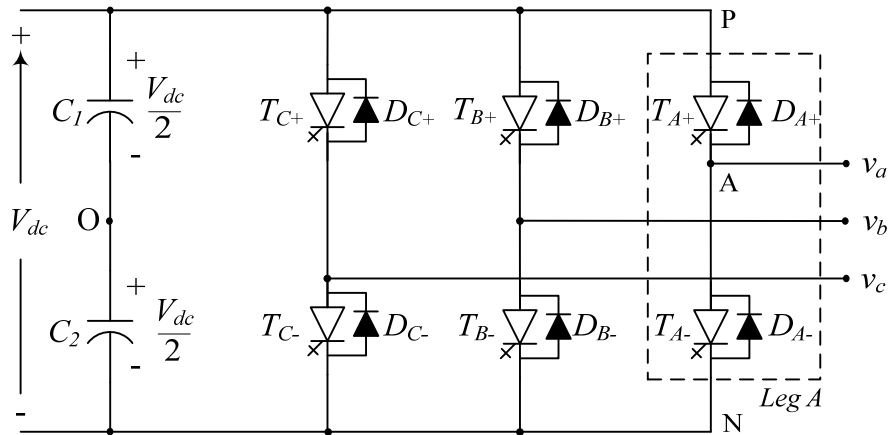 P
+
+
C1
Vdc
2
-
TC+
DC+
TB+
DB+
TA+
DA+
A
va
Vdc
O
vb
vc
+
C2
Vdc
2
-
TC-
DC-
TB-
DB-
TA-
DA-
Leg A
-
N